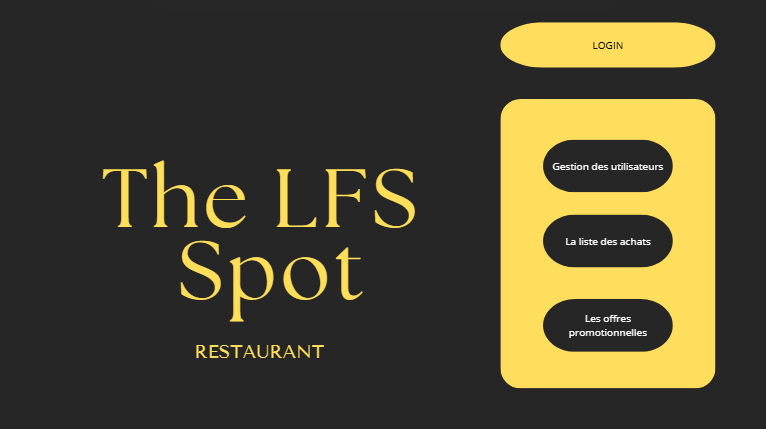 LOGIN
The LFS
Spot
RESTAURANT
Gestion des utilisateurs
La liste des achats
Les offres
promotionnelles